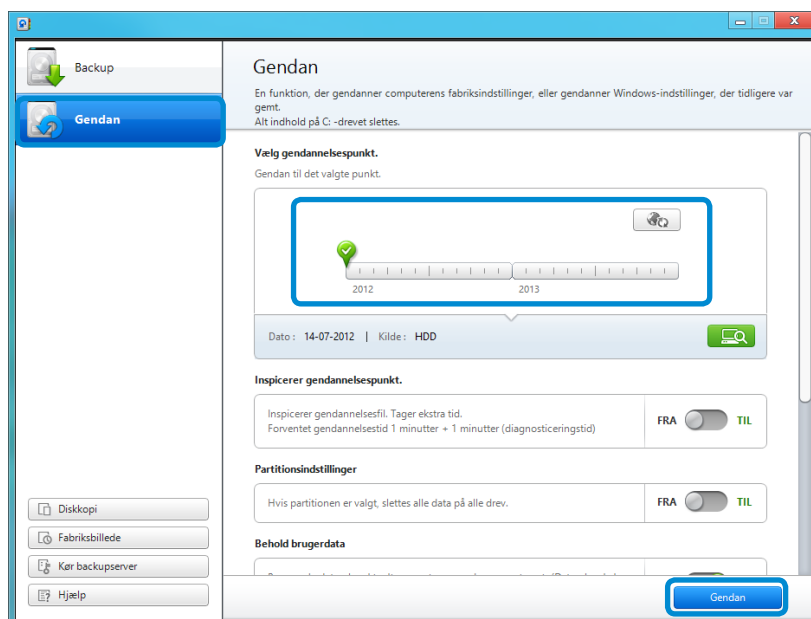 Backup
Gendan
Diskkopi
Fabriksbillede
Kør backupserver
Hjælp
Gendan
En funktion, der gendanner computerens fabriksindstillinger, eller gendanner Windows-indstillinger, der tidligere var
gemt.
Alt indhold på C: -drevet slettes.
Vælg gendannelsespunkt.
Gendan til det valgte punkt.
2012 2013
Dato : 14-07-2012 | Kilde : HDD
Inspicerer gendannelsespunkt.
Inspicerer gendannelsesfil. Tager ekstra tid.
Forventet gendannelsestid 1 minutter + 1 minutter (diagnosticeringstid)
FRA TIL
Partitionsindstillinger
Hvis partitionen er valgt, slettes alle data på alle drev.
FRA TIL
Behold brugerdata
Gendan